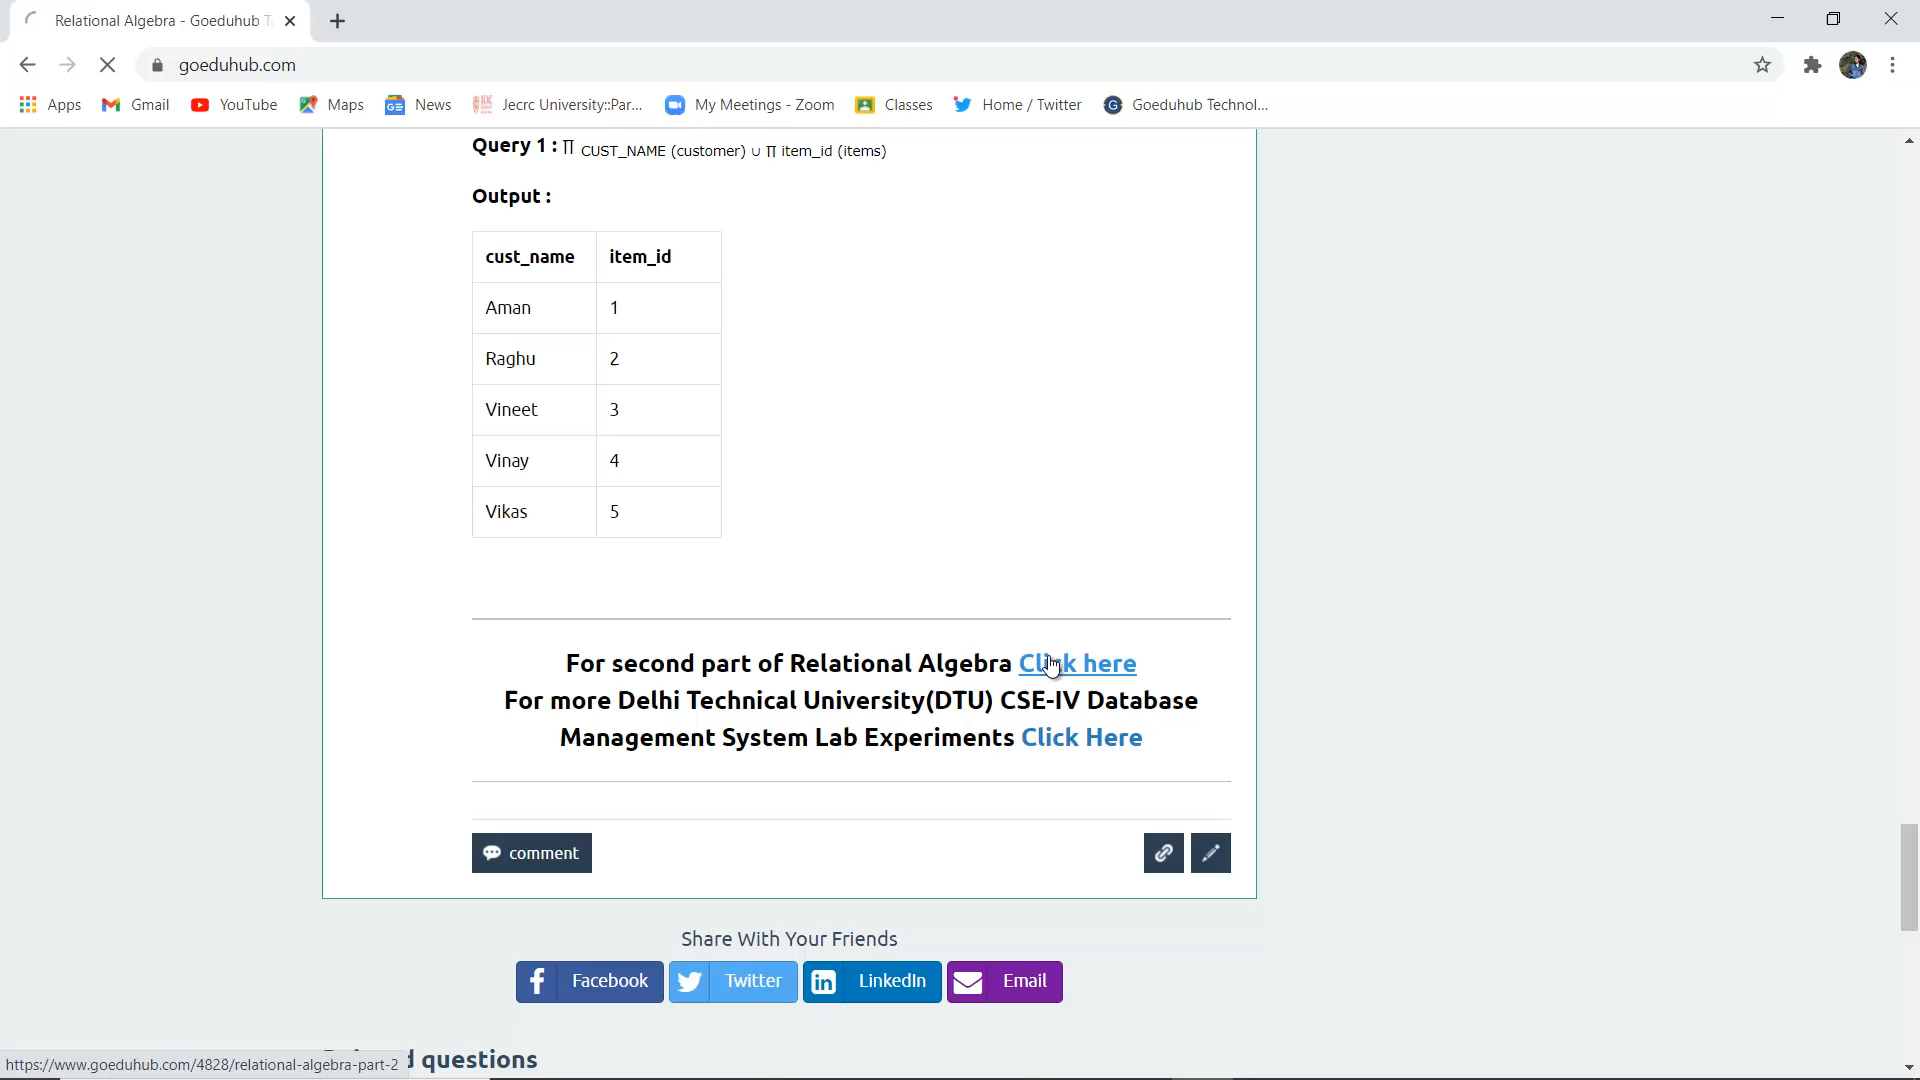 Relational Algebra - Goeduhub T
goeduhub.com
Apps
Gmail
YouTube
Maps
News
Jecrc University::Par...
My Meetings - Zoom
Classes
Home / Twitter
Goeduhub Technol...
Query 1 : ∏ CUST_NAME (customer) ∪ ∏ item_id (items)
Output :
cust_name item_id
Aman 1
Raghu 2
Vineet 3
Vinay 4
Vikas 5
For second part of Relational Algebra Click here
For more Delhi Technical University(DTU) CSE-IV Database
Management System Lab Experiments Click Here
comment
Share With Your Friends
Facebook
Twitter
LinkedIn
Email
questions
https://www.goeduhub.com/4828/relational-algebra-part-2